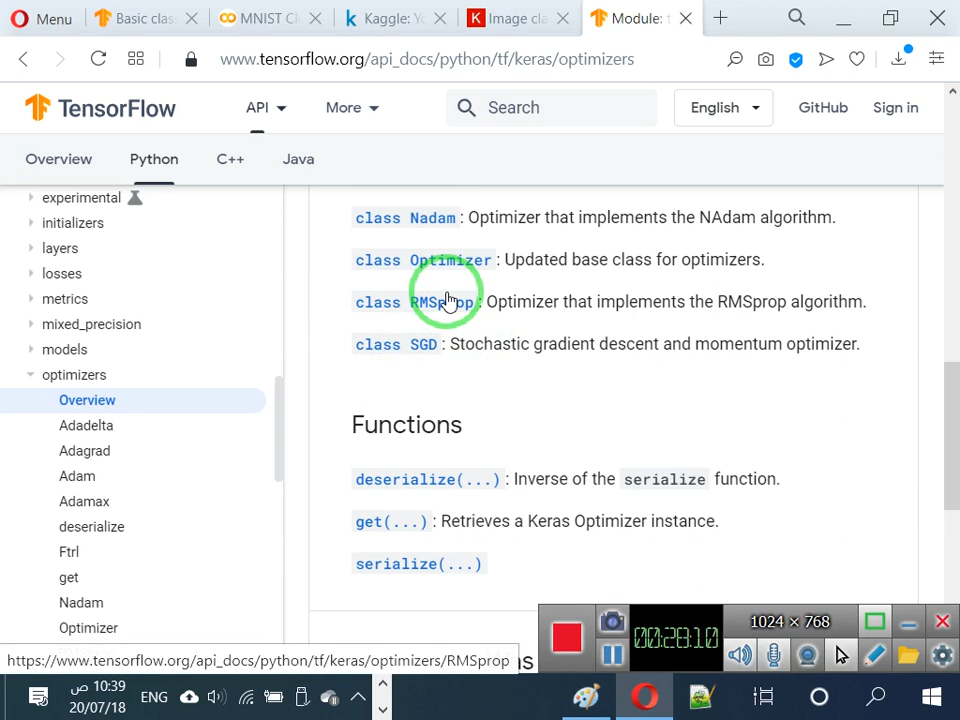 Menu
Basic clas
MNIST Cl
Kaggle: Yo
Image cla
Module: t
www.tensorflow.org/api_docs/python/tf/keras/optimizers
TensorFlow
API
More
Search
English
GitHub
Sign in
Overview
Python
C++
Java
experimental
initializers
layers
losses
metrics
mixed_precision
models
optimizers
Overview
Adadelta
Adagrad
Adam
Adamax
deserialize
Ftrl
get
Nadam
Optimizer
class Nadam: Optimizer that implements the NAdam algorithm.
class Optimizer: Updated base class for optimizers.
class RMSprop: Optimizer that implements the RMSprop algorithm.
class SGD: Stochastic gradient descent and momentum optimizer.
Functions
deserialize(...): Inverse of the serialize function.
get(...): Retrieves a Keras Optimizer instance.
serialize(...)
00:28:10
1024 × 768
https://www.tensorflow.org/api_docs/python/tf/keras/optimizers/RMSprop
10:39 ص
20/07/18
ENG